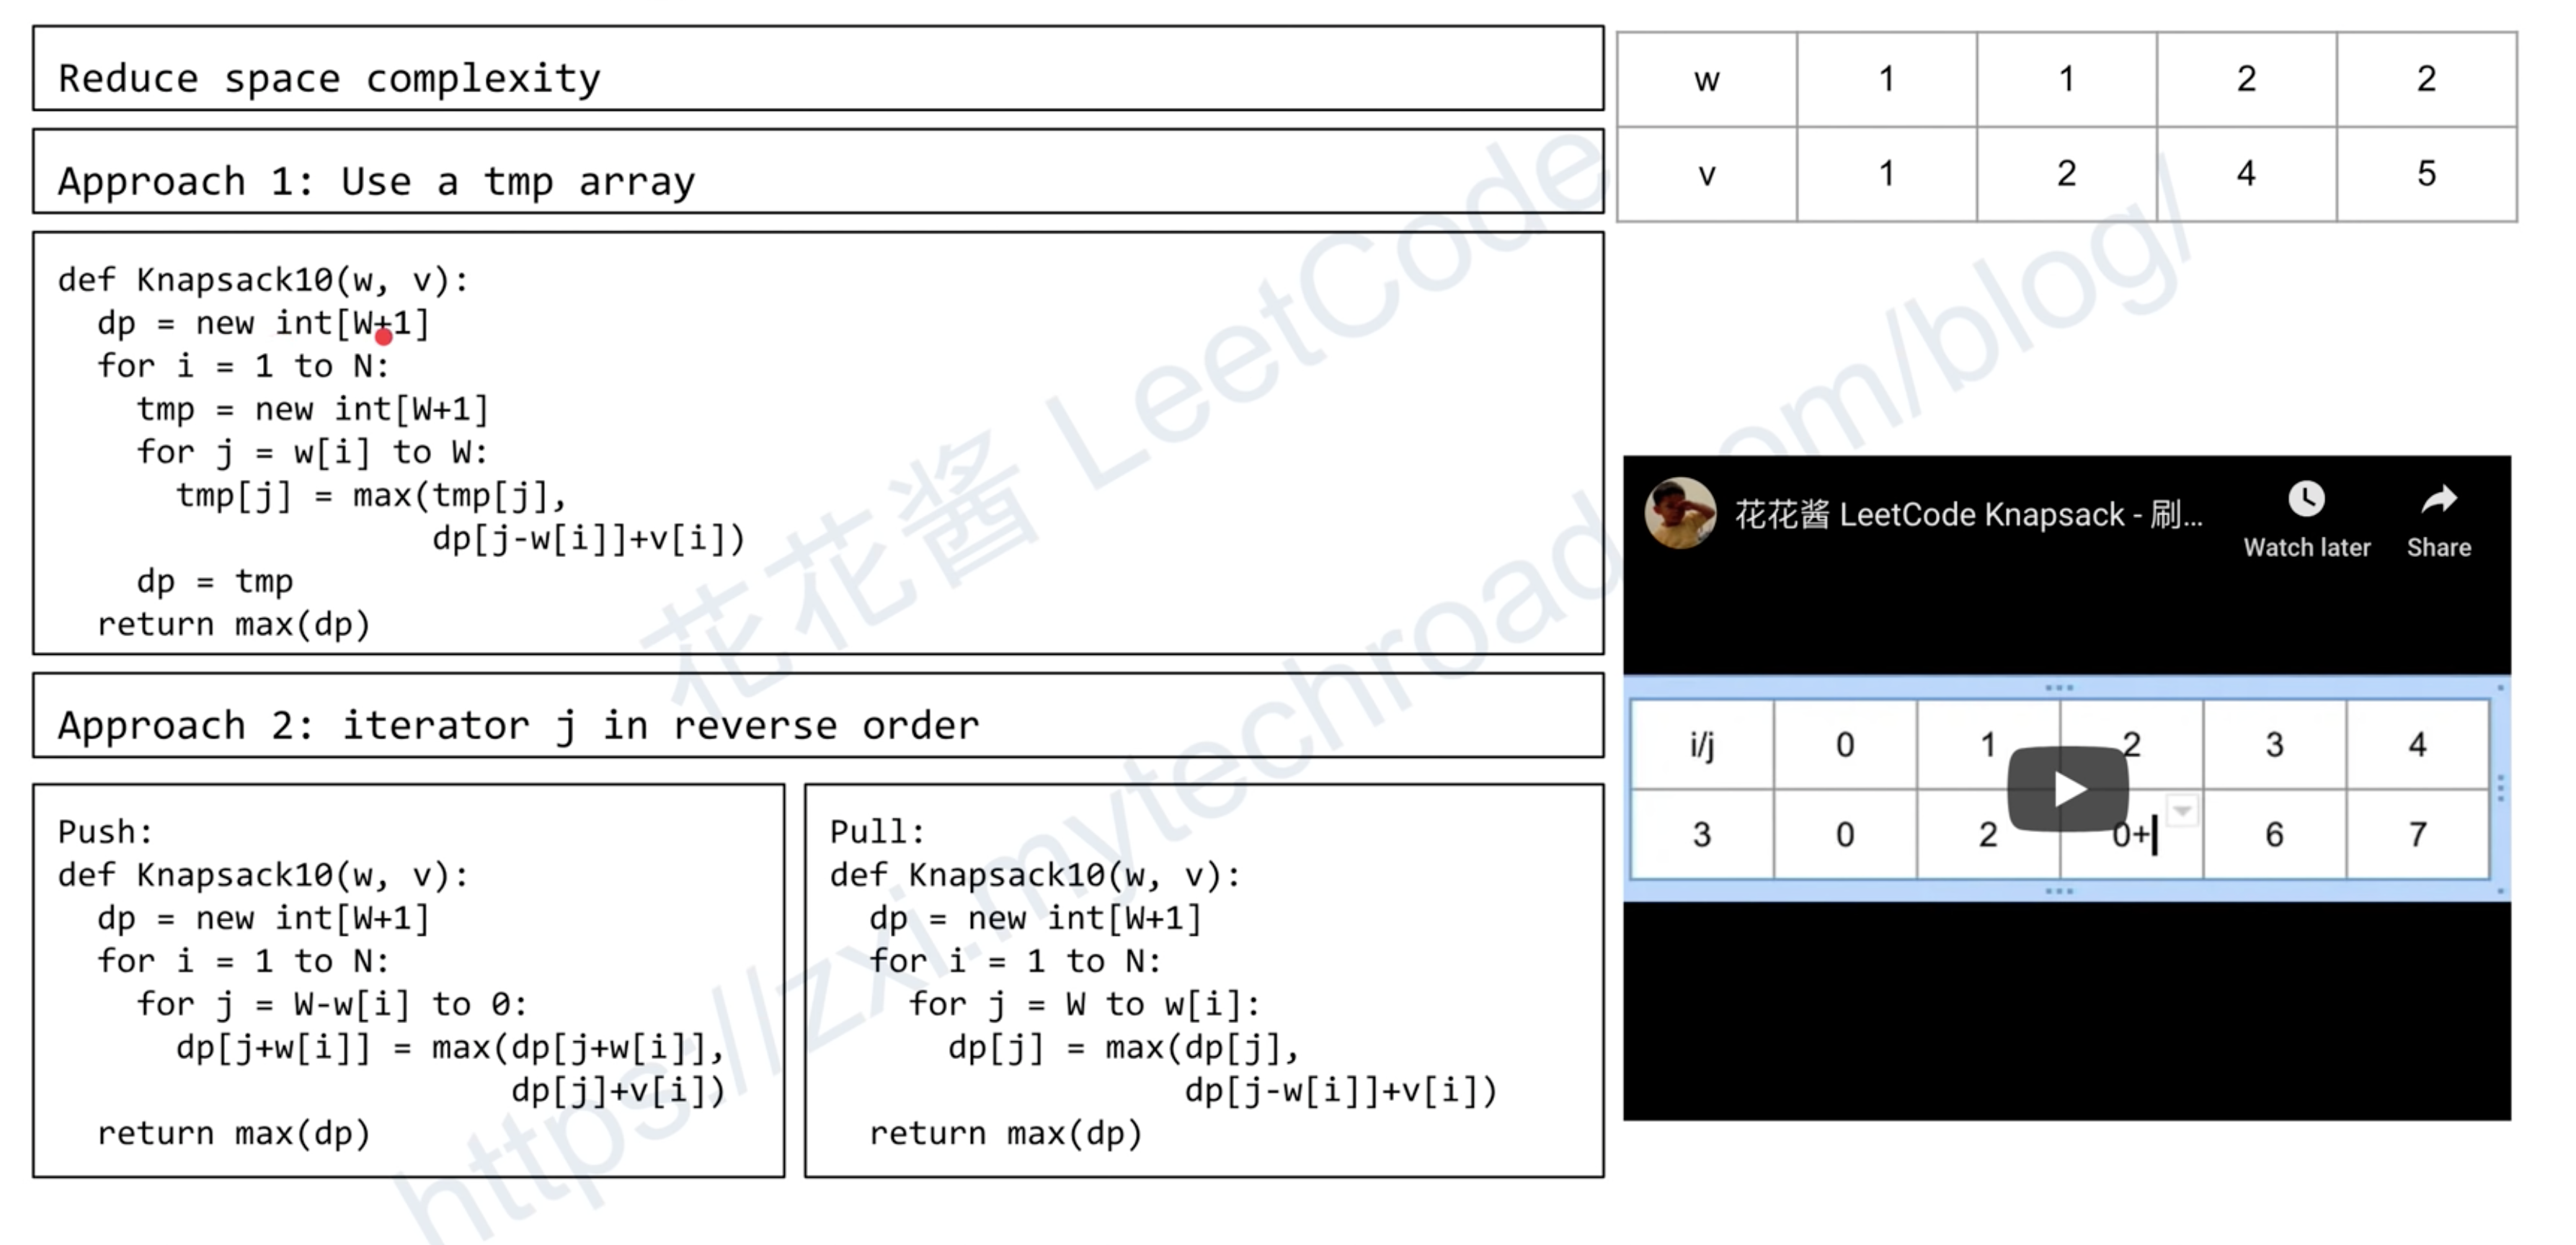 Reduce space complexity
Approach 1: Use a tmp array
def Knapsack10(w, v):
dp = new int[W+1]
for i = 1 to N:
tmp = new int[W+1]
for j = w[i] to W:
tmp[j] = max(tmp[j],
dp[j-w[i]]+v[i])
dp = tmp
return max(dp)
Approach 2: iterator j in reverse order
Push:
def Knapsack10(w, v):
dp = new int[W+1]
for i = 1 to N:
for j = W-w[i] to 0:
dp[j+w[i]] = max(dp[j+w[i]],
dp[j]+v[i])
return max(dp)
Pull:
def Knapsack10(w, v):
dp = new int[W+1]
for i = 1 to N:
for j = W to w[i]:
dp[j] = max(dp[j],
dp[j-w[i]]+v[i])
return max(dp)
w 1 1 2 2
v 1 2 4 5
花花酱 LeetCode Knapsack - 刷...
Watch later Share
i/j 0 1 2 3 4
3 0 2 0+ 6 7
花花酱 LeetCode
https://zxi.mytechroad.com/blog/